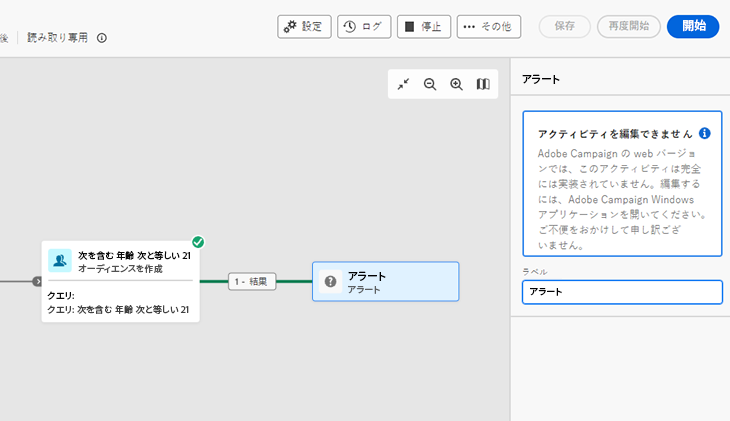 設定
ログ
停止
その他
保存
再度開始
開始
後
読み取り専用
アラート
アクティビティを編集できません
Adobe Campaign の web バージョ
ンでは、このアクティビティは完全
には実装されていません。編集する
には、Adobe Campaign Windows
アプリケーションを開いてください。
ご不便をおかけして申し訳ござ
いません。
ラベル
アラート
次を含む 年齢 次と等しい 21
オーディエンスを作成
クエリ:
クエリ: 次を含む 年齢 次と等しい 21
1 - 結果
アラート
アラート